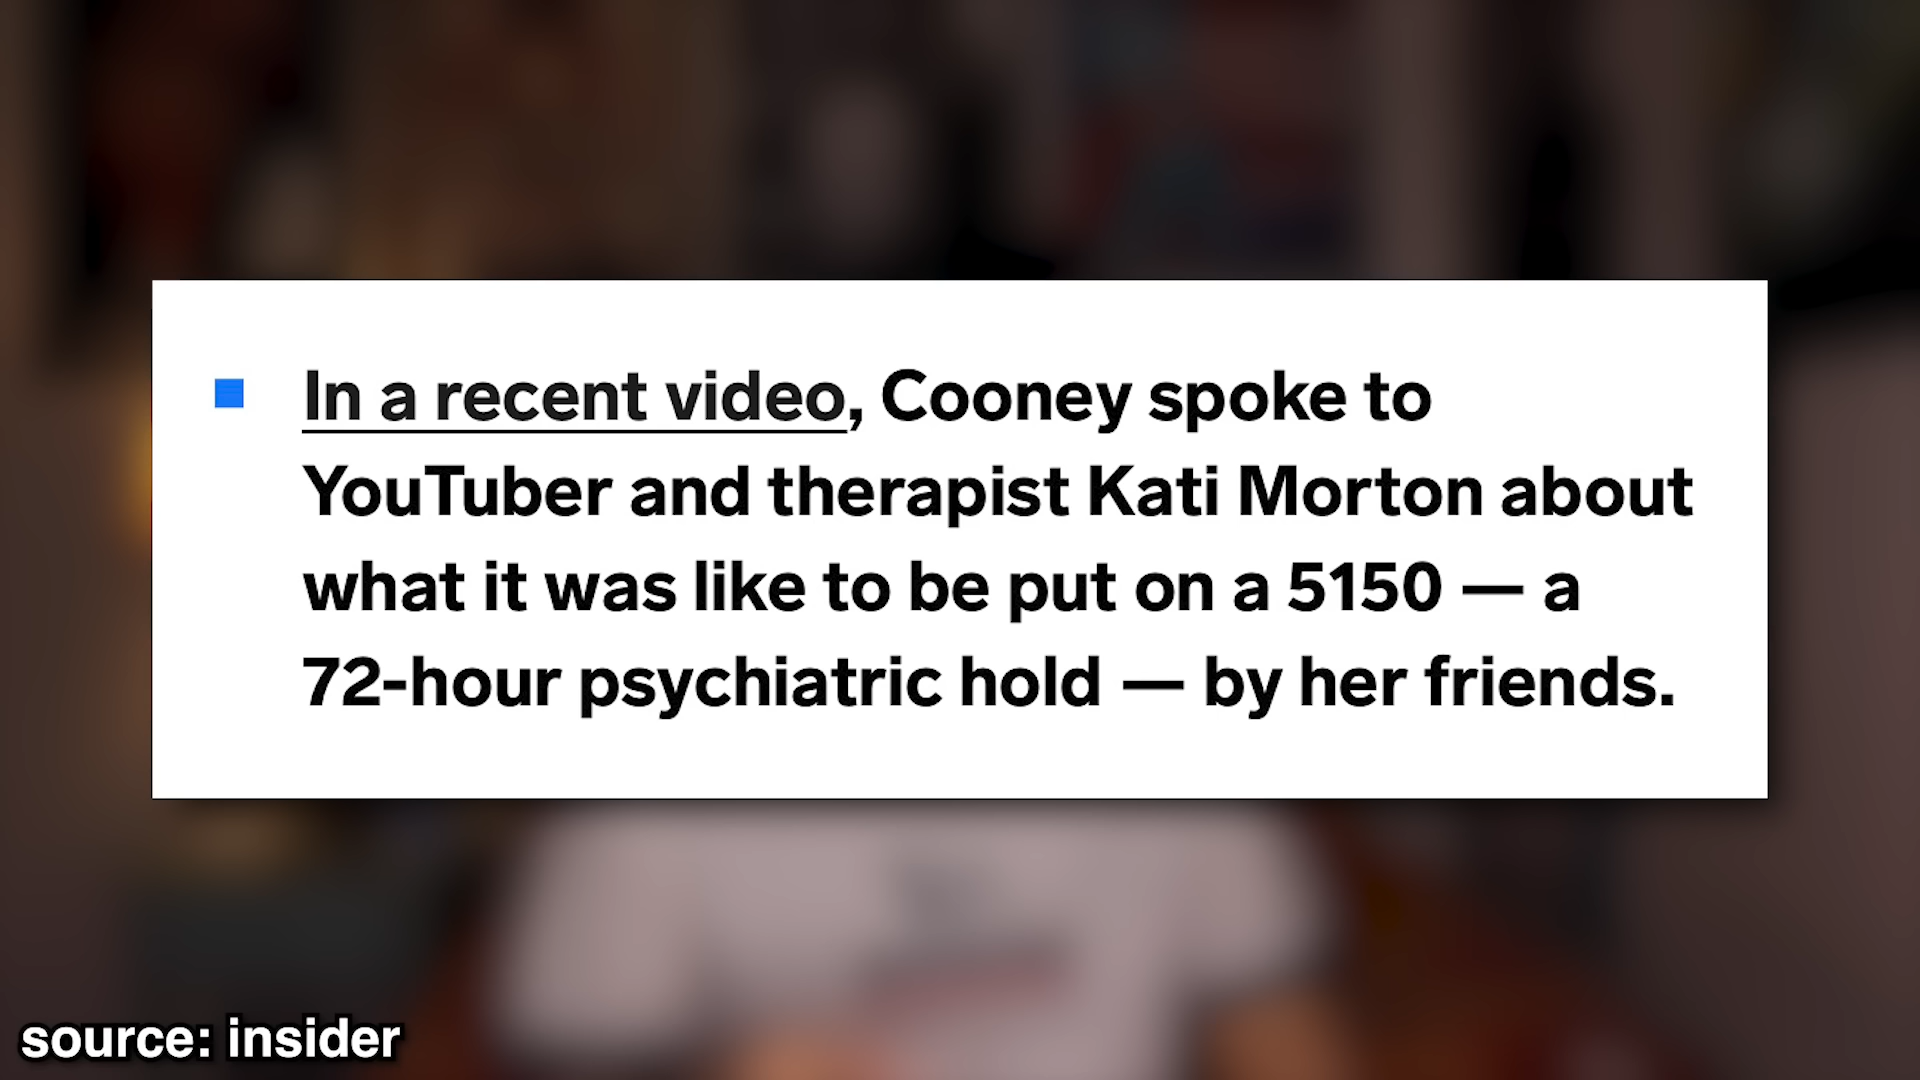 In a recent video, Cooney spoke to
YouTuber and therapist Kati Morton about
what it was like to be put on a 5150 — a
72-hour psychiatric hold — by her friends.
source: insider